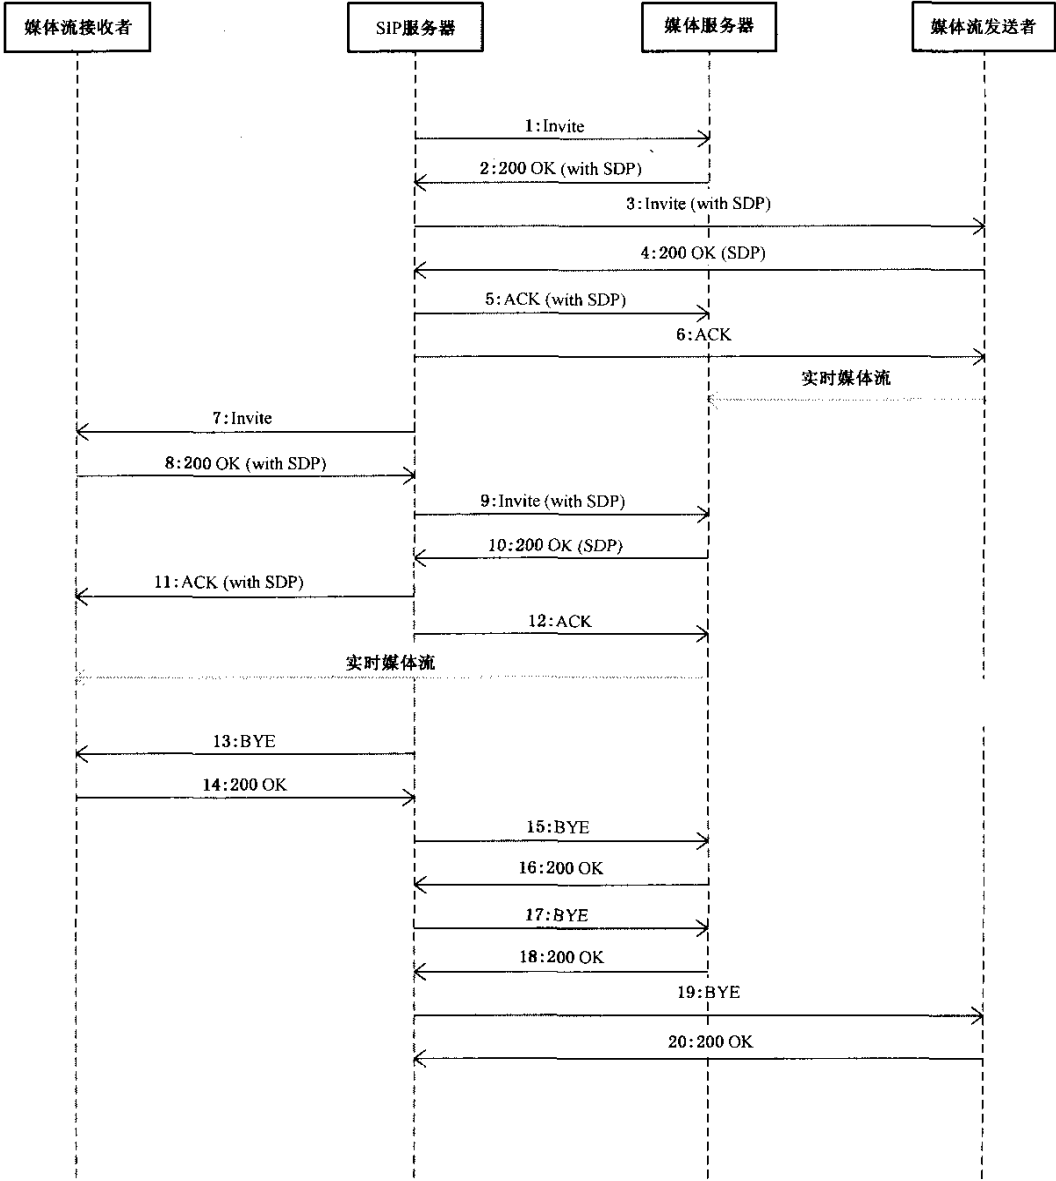 媒体流接收者
SIP服务器
媒体服务器
媒体流发送者
1:Invite
2:200 OK (with SDP)
3:Invite (with SDP)
4:200 OK (SDP)
5:ACK (with SDP)
6:ACK
实时媒体流
7:Invite
8:200 OK (with SDP)
9:Invite (with SDP)
10:200 OK (SDP)
11:ACK (with SDP)
12:ACK
实时媒体流
13:BYE
14:200 OK
15:BYE
16:200 OK
17:BYE
18:200 OK
19:BYE
20:200 OK